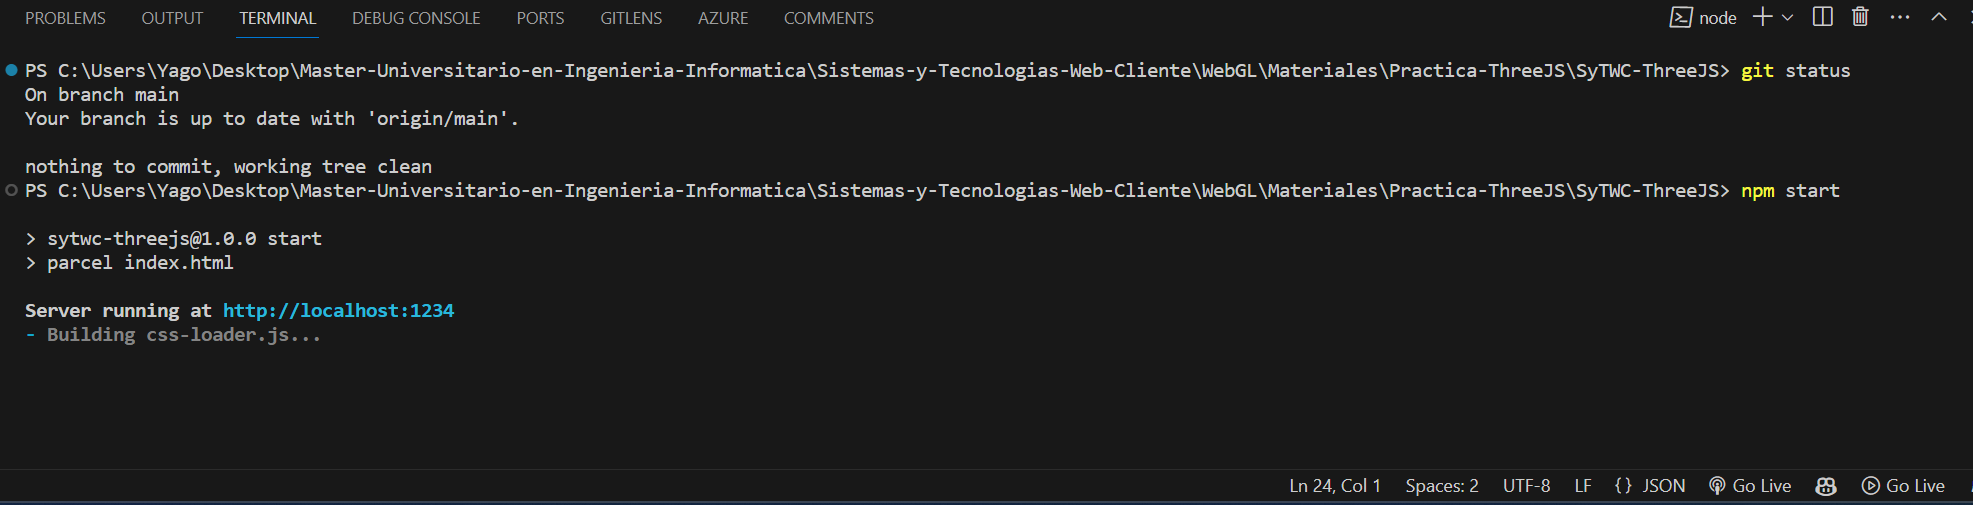 PROBLEMS OUTPUT TERMINAL DEBUG CONSOLE PORTS GITLENS AZURE COMMENTS node
PS C:\Users\Yago\Desktop\Master-Universitario-en-Ingenieria-Informatica\Sistemas-y-Tecnologias-Web-Cliente\WebGL\Materiales\Practica-ThreeJS\SyTWC-ThreeJS> git status
On branch main
Your branch is up to date with 'origin/main'.
nothing to commit, working tree clean
PS C:\Users\Yago\Desktop\Master-Universitario-en-Ingenieria-Informatica\Sistemas-y-Tecnologias-Web-Cliente\WebGL\Materiales\Practica-ThreeJS\SyTWC-ThreeJS> npm start
> sytwc-threejs@1.0.0 start
> parcel index.html
Server running at http://localhost:1234
- Building css-loader.js...
Ln 24, Col 1 Spaces: 2 UTF-8 LF {} JSON Go Live Go Live